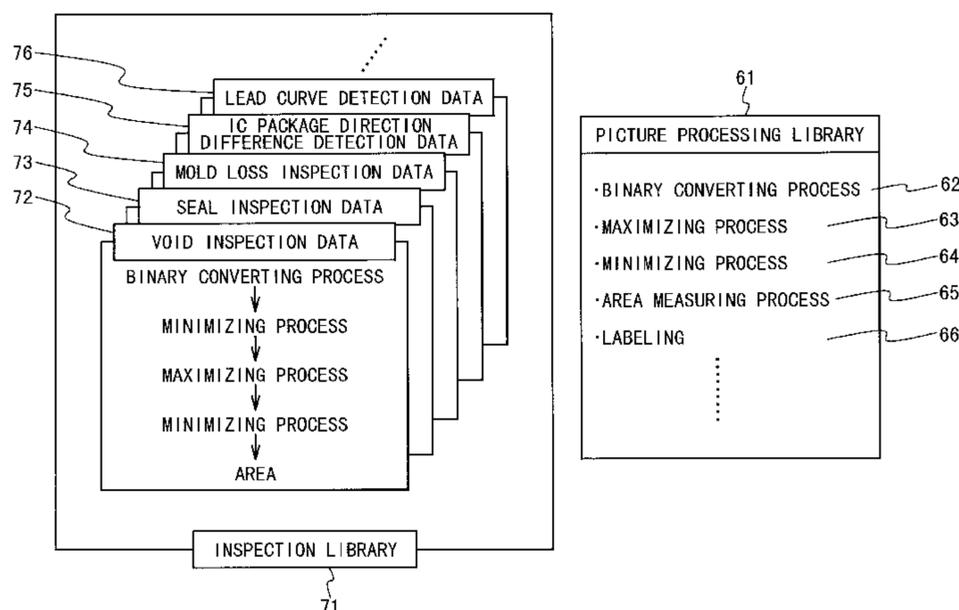 76
LEAD CURVE DETECTION DATA
75
IC PACKAGE DIRECTION
DIFFERENCE DETECTION DATA
74
MOLD LOSS INSPECTION DATA
73
SEAL INSPECTION DATA
72
VOID INSPECTION DATA
BINARY CONVERTING PROCESS
MINIMIZING PROCESS
MAXIMIZING PROCESS
MINIMIZING PROCESS
AREA
INSPECTION LIBRARY
71
61
PICTURE PROCESSING LIBRARY
·BINARY CONVERTING PROCESS 62
·MAXIMIZING PROCESS 63
·MINIMIZING PROCESS 64
·AREA MEASURING PROCESS 65
·LABELING 66